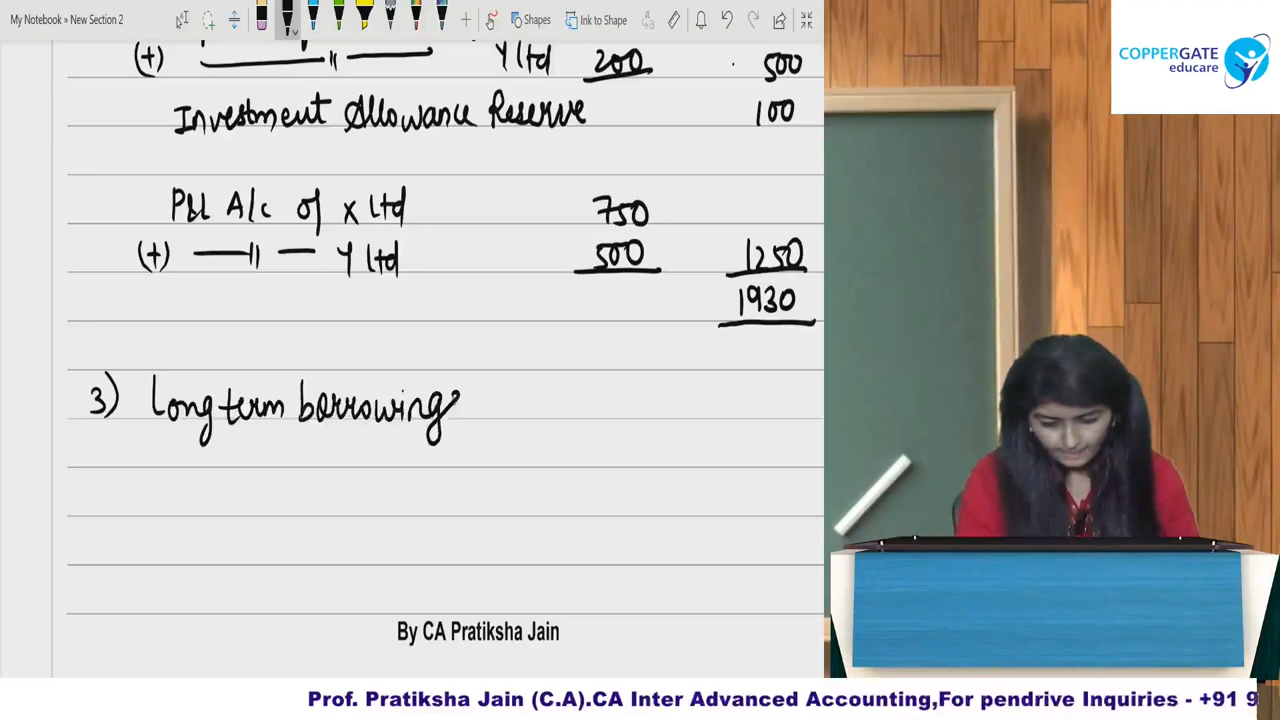 My Notebook » New Section 2
Shapes
Ink to Shape
COPPERGATE
educare
(+) —〃— Y Ltd 200 500
Investment Allowance Reserve 100
P&L A/c of X Ltd 750
(+) —〃— Y Ltd 500 1250
1930
3) Long term borrowing
By CA Pratiksha Jain
Prof. Pratiksha Jain (C.A).CA Inter Advanced Accounting,For pendrive Inquiries - +91 9